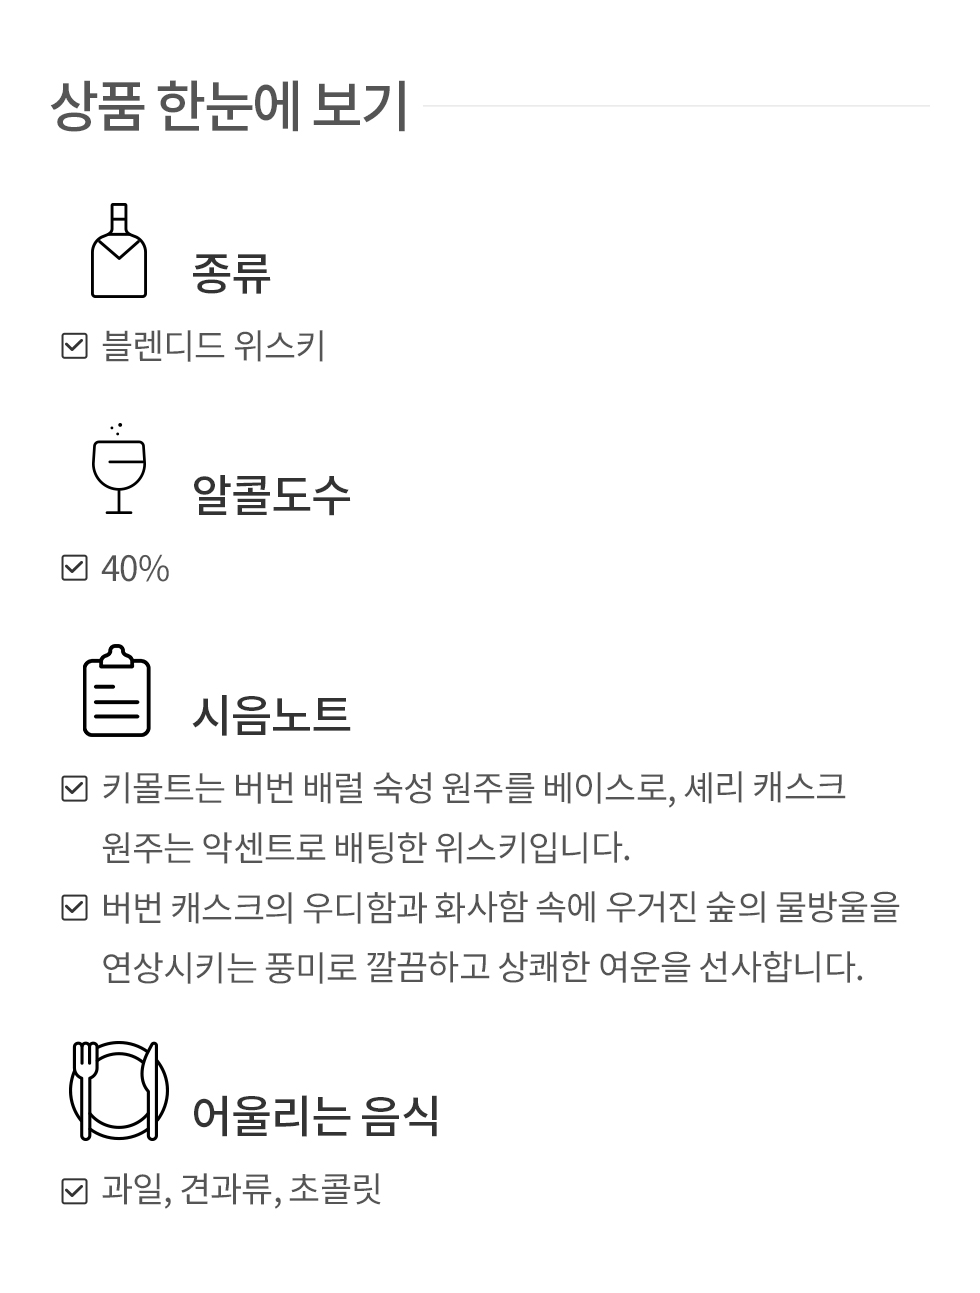 상품 한눈에 보기
종류
블렌디드 위스키
알콜도수
40%
시음노트
키몰트는 버번 배럴 숙성 원주를 베이스로, 셰리 캐스크
원주는 악센트로 배팅한 위스키입니다.
버번 캐스크의 우디함과 화사함 속에 우거진 숲의 물방울을
연상시키는 풍미로 깔끔하고 상쾌한 여운을 선사합니다.
어울리는 음식
과일, 견과류, 초콜릿